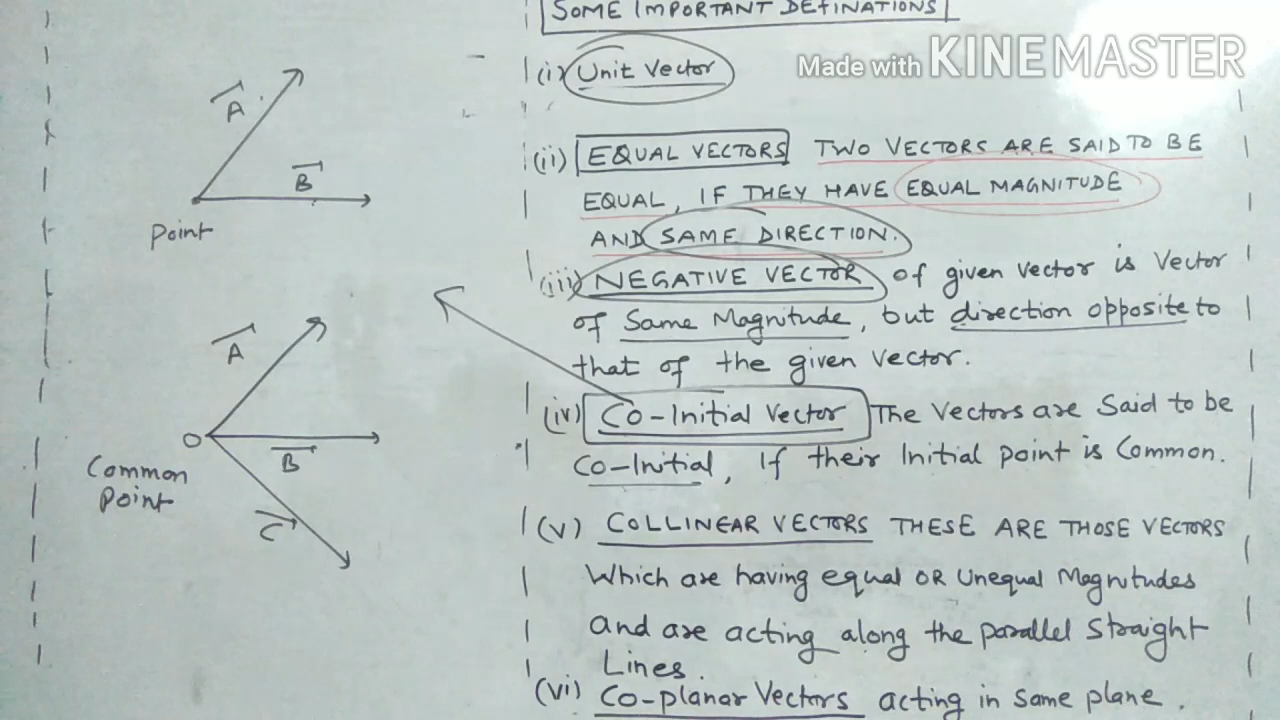 SOME IMPORTANT DEFINATIONS
Made with KINEMASTER
(i) Unit Vector
(ii) EQUAL VECTORS TWO VECTORS ARE SAID TO BE
EQUAL, IF THEY HAVE EQUAL MAGNITUDE
AND SAME DIRECTION.
(iii) NEGATIVE VECTOR of given vector is Vector
of Same Magnitude, but direction opposite to
that of the given Vector.
(iv) CO-Initial Vector The Vectors are Said to be
CO-Initial, If their Initial point is Common.
(V) COLLINEAR VECTORS THESE ARE THOSE VECTORS
Which are having equal OR Unequal Magnitudes
and are acting along the parallel Straight
Lines.
(vi) Co-planar Vectors acting in same plane.
A
B
Point
A
O
B
Common
Point
C